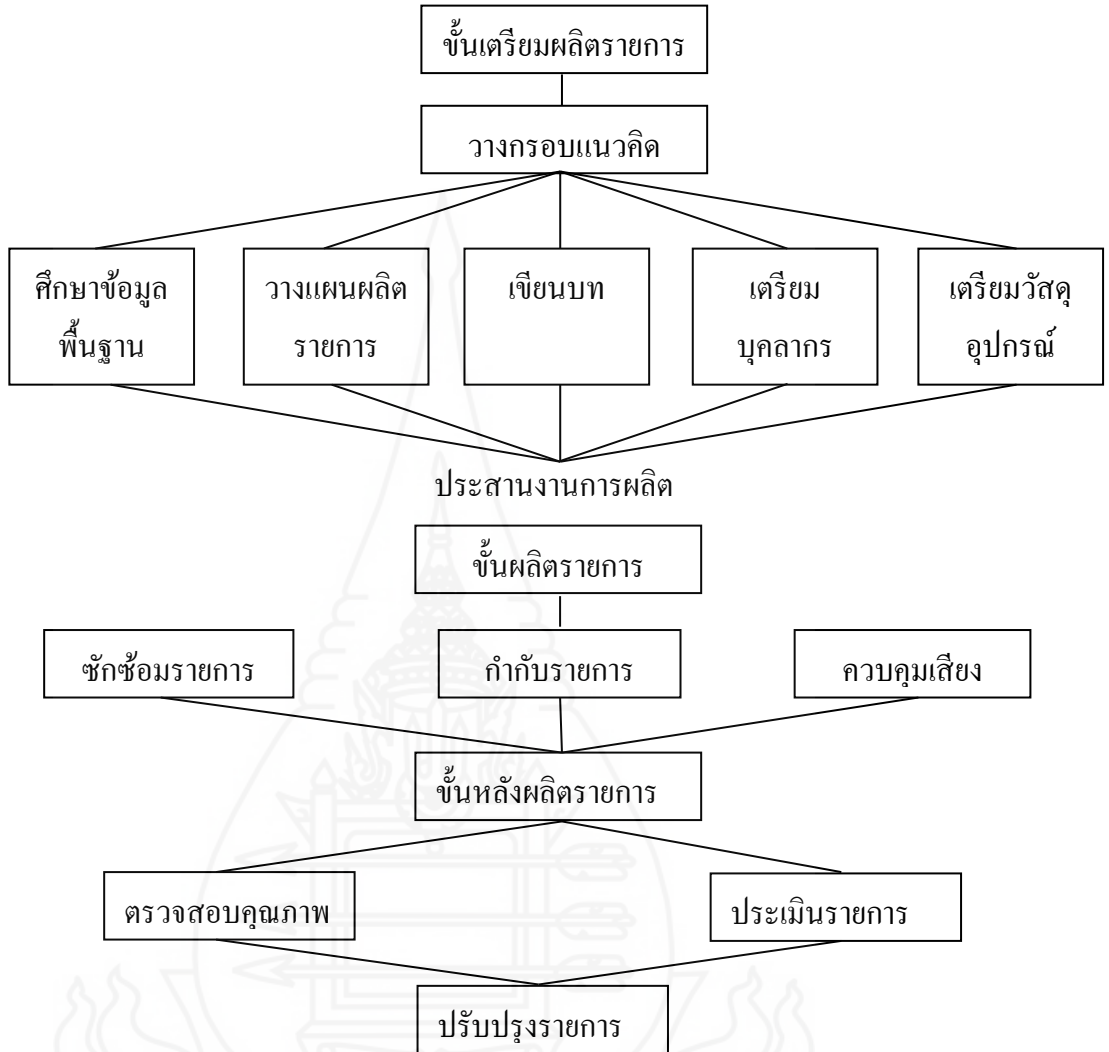 ขั้นเตรียมผลิตรายการ
วางกรอบแนวคิด
ศึกษาข้อมูล
พื้นฐาน
วางแผนผลิต
รายการ
เขียนบท
เตรียม
บุคลากร
เตรียมวัสดุ
อุปกรณ์
ประสานงานการผลิต
ขั้นผลิตรายการ
ซักซ้อมรายการ
กำกับรายการ
ควบคุมเสียง
ขั้นหลังผลิตรายการ
ตรวจสอบคุณภาพ
ประเมินรายการ
ปรับปรุงรายการ